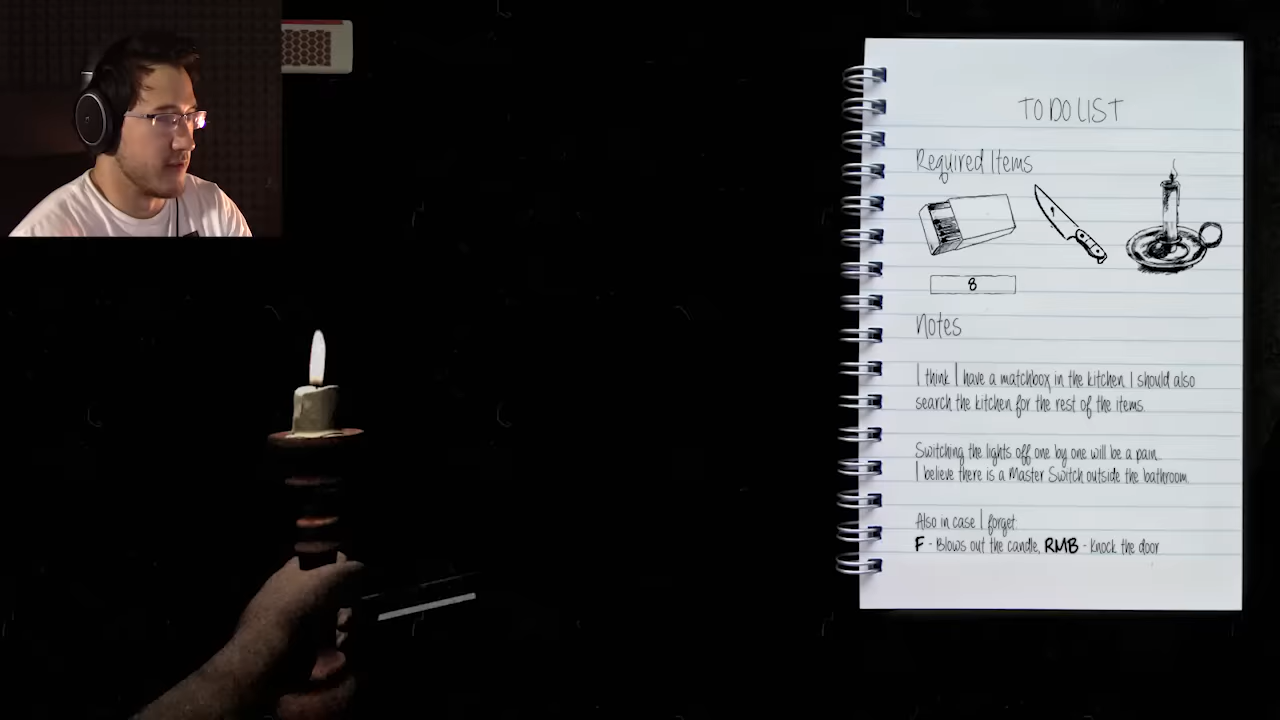 TO DO LIST
Required Items
8
Notes
I think I have a matchbox in the kitchen. I should also
search the kitchen for the rest of the items.
Switching the lights off one by one will be a pain..
I believe there is a Master Switch outside the bathroom.
Also in case I forget:
F - Blows out the candle, RMB - Knock the door